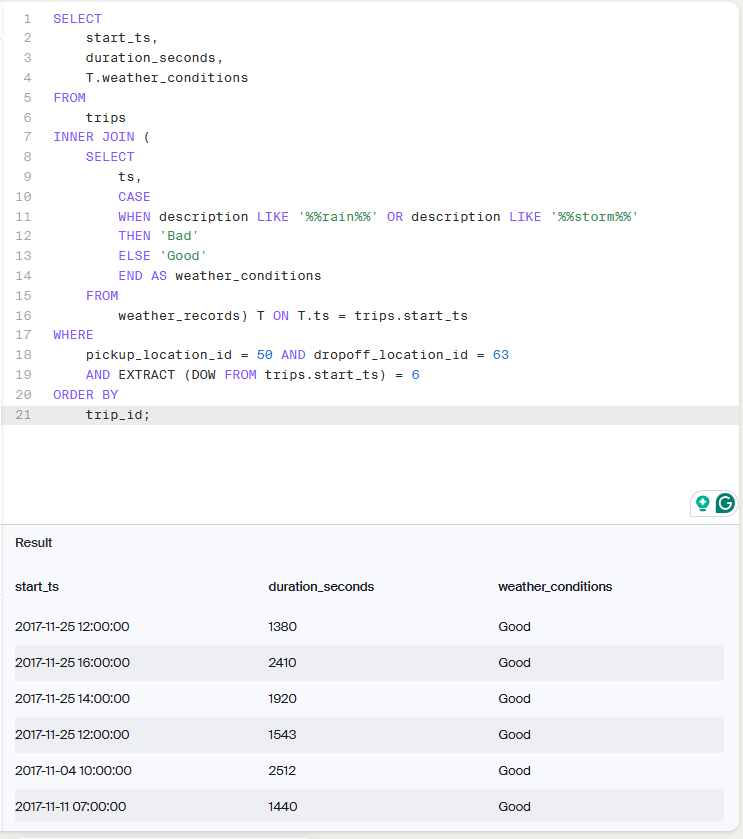 1 SELECT
2 start_ts,
3 duration_seconds,
4 T.weather_conditions
5 FROM
6 trips
7 INNER JOIN (
8 SELECT
9 ts,
10 CASE
11 WHEN description LIKE '%%rain%%' OR description LIKE '%%storm%%'
12 THEN 'Bad'
13 ELSE 'Good'
14 END AS weather_conditions
15 FROM
16 weather_records) T ON T.ts = trips.start_ts
17 WHERE
18 pickup_location_id = 50 AND dropoff_location_id = 63
19 AND EXTRACT (DOW FROM trips.start_ts) = 6
20 ORDER BY
21 trip_id;
Result
start_ts duration_seconds weather_conditions
2017-11-25 12:00:00 1380 Good
2017-11-25 16:00:00 2410 Good
2017-11-25 14:00:00 1920 Good
2017-11-25 12:00:00 1543 Good
2017-11-04 10:00:00 2512 Good
2017-11-11 07:00:00 1440 Good